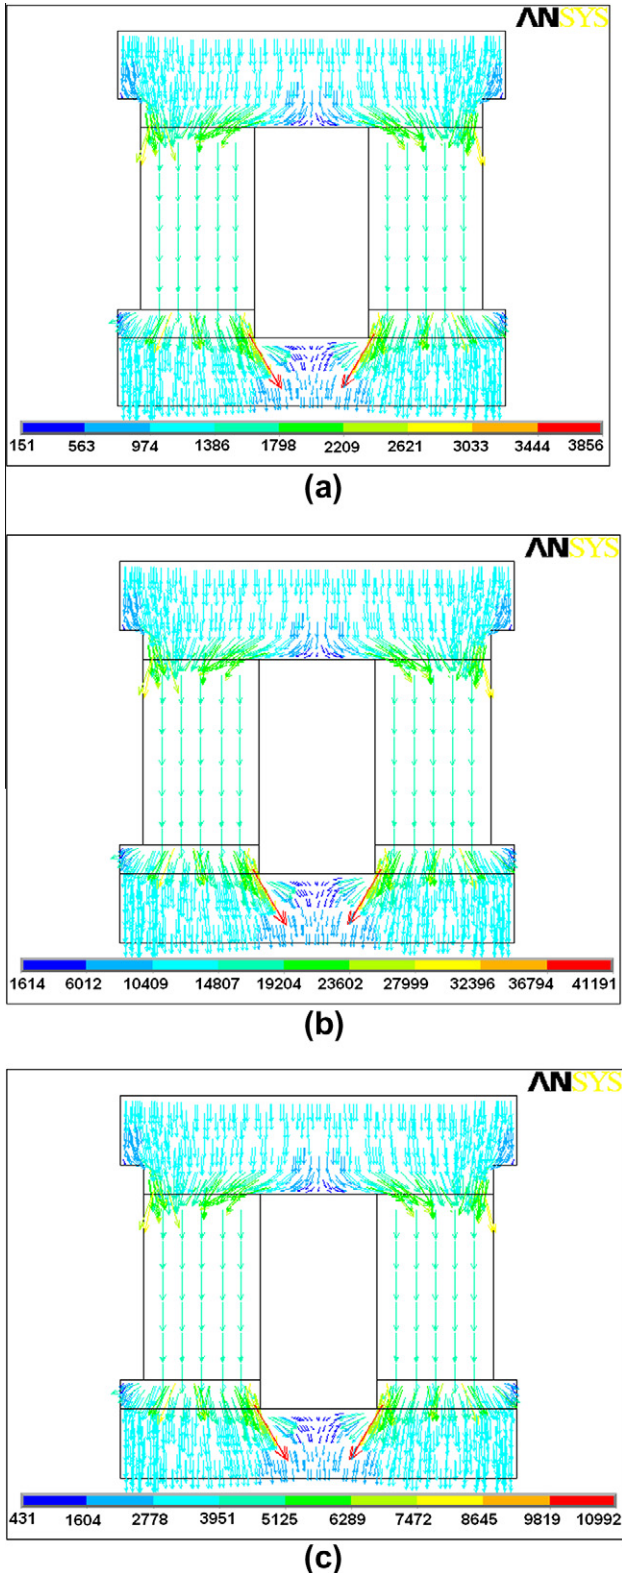 ANSYS
151 563 974 1386 1798 2209 2621 3033 3444 3856
(a)
ANSYS
1614 6012 10409 14807 19204 23602 27999 32396 36794 41191
(b)
ANSYS
431 1604 2778 3951 5125 6289 7472 8645 9819 10992
(c)